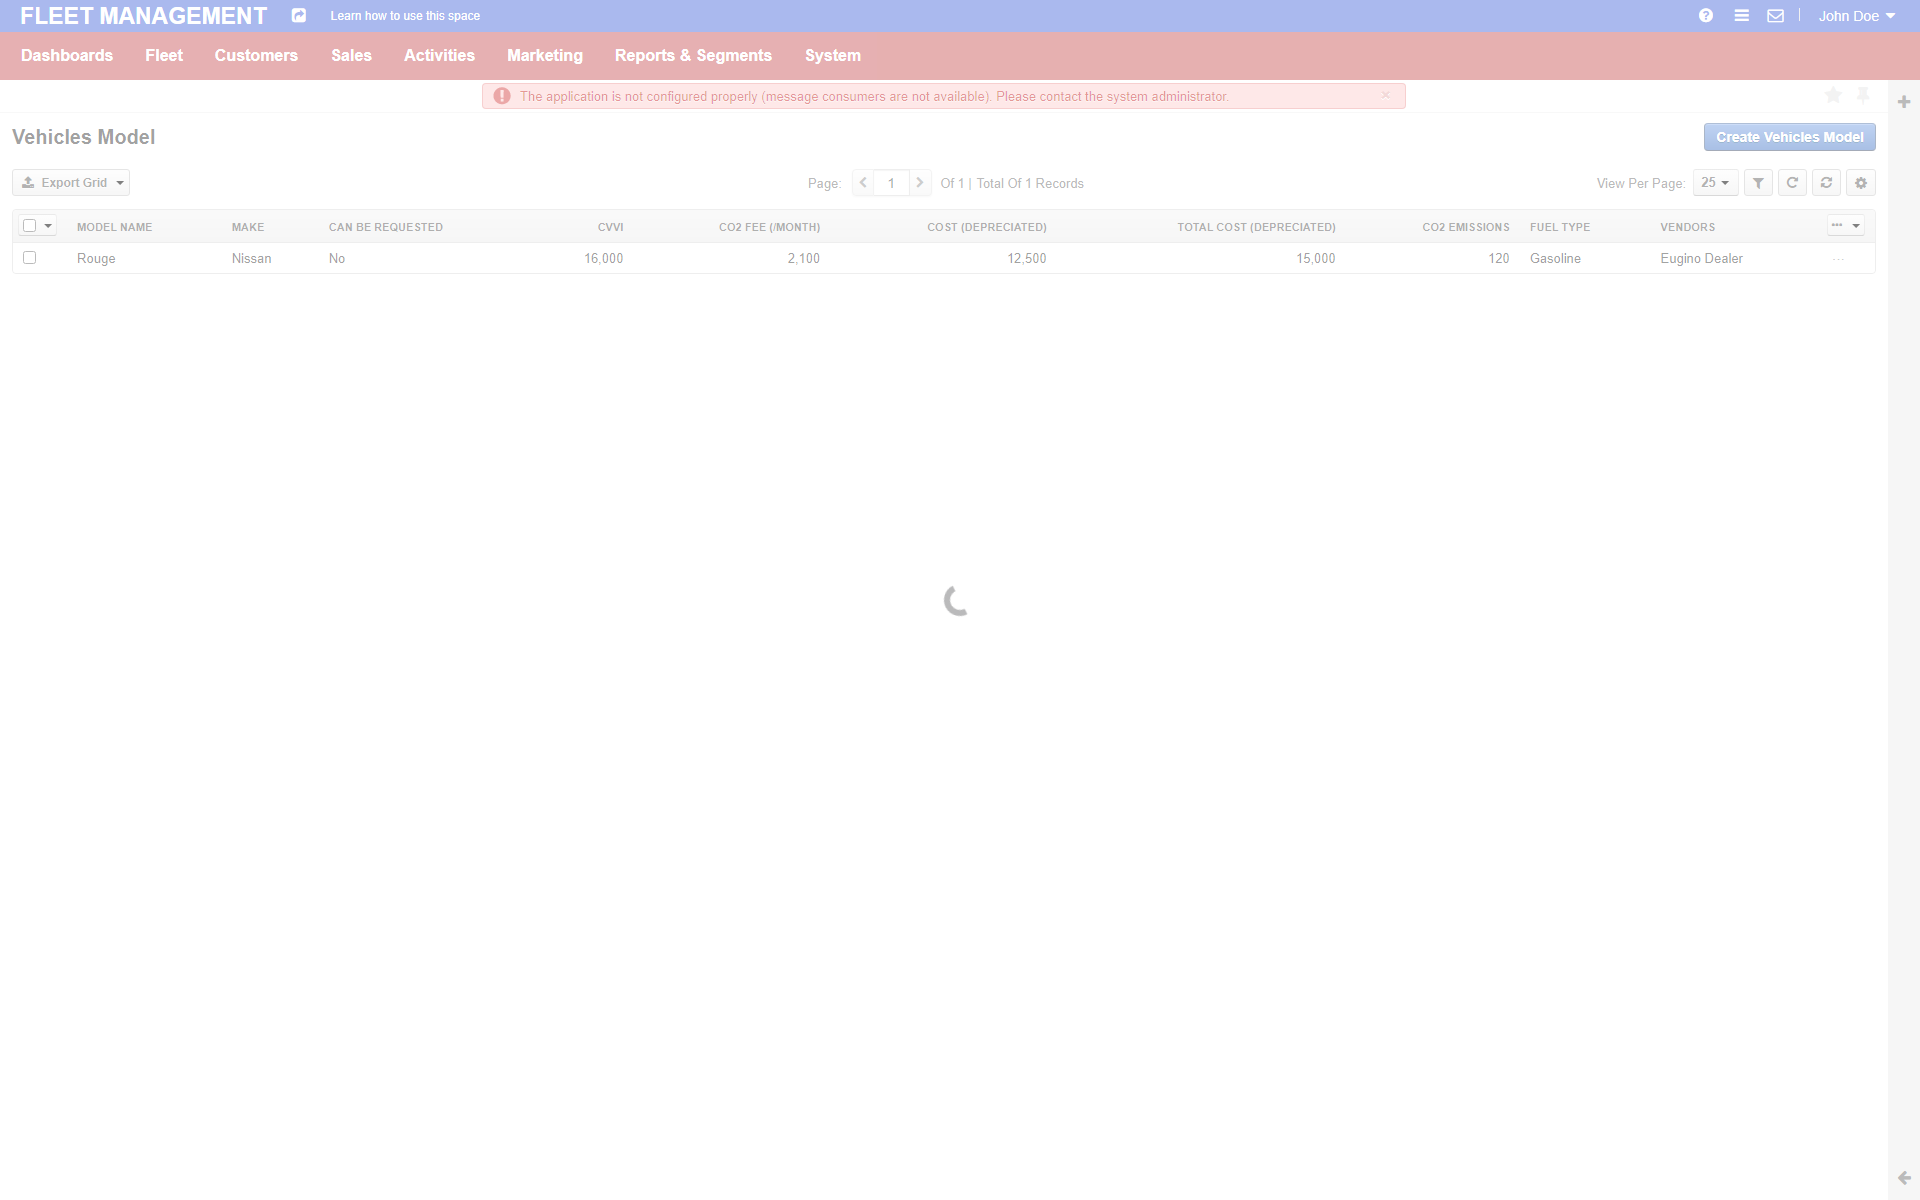 FLEET MANAGEMENT Learn how to use this space John Doe
Dashboards Fleet Customers Sales Activities Marketing Reports & Segments System
The application is not configured properly (message consumers are not available). Please contact the system administrator. ×
Vehicles Model Create Vehicles Model
Export Grid Page: 1 Of 1 | Total Of 1 Records View Per Page: 25
MODEL NAME MAKE CAN BE REQUESTED CVVI CO2 FEE (/MONTH) COST (DEPRECIATED) TOTAL COST (DEPRECIATED) CO2 EMISSIONS FUEL TYPE VENDORS
Rouge Nissan No 16,000 2,100 12,500 15,000 120 Gasoline Eugino Dealer